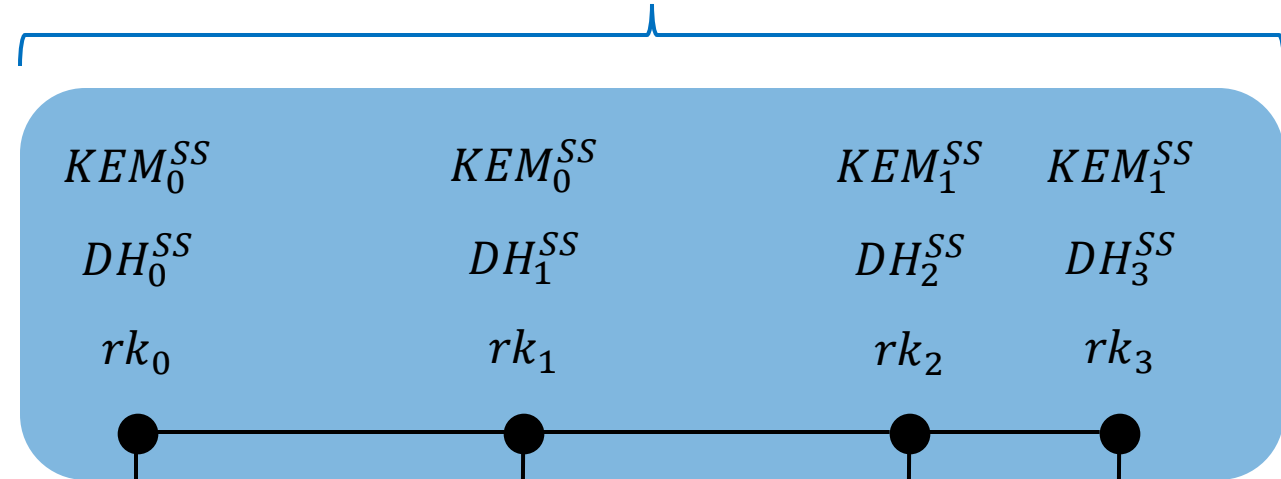 $KEM_0^{SS}$ $KEM_0^{SS}$ $KEM_1^{SS}$ $KEM_1^{SS}$
$DH_0^{SS}$ $DH_1^{SS}$ $DH_2^{SS}$ $DH_3^{SS}$
$rk_0$ $rk_1$ $rk_2$ $rk_3$